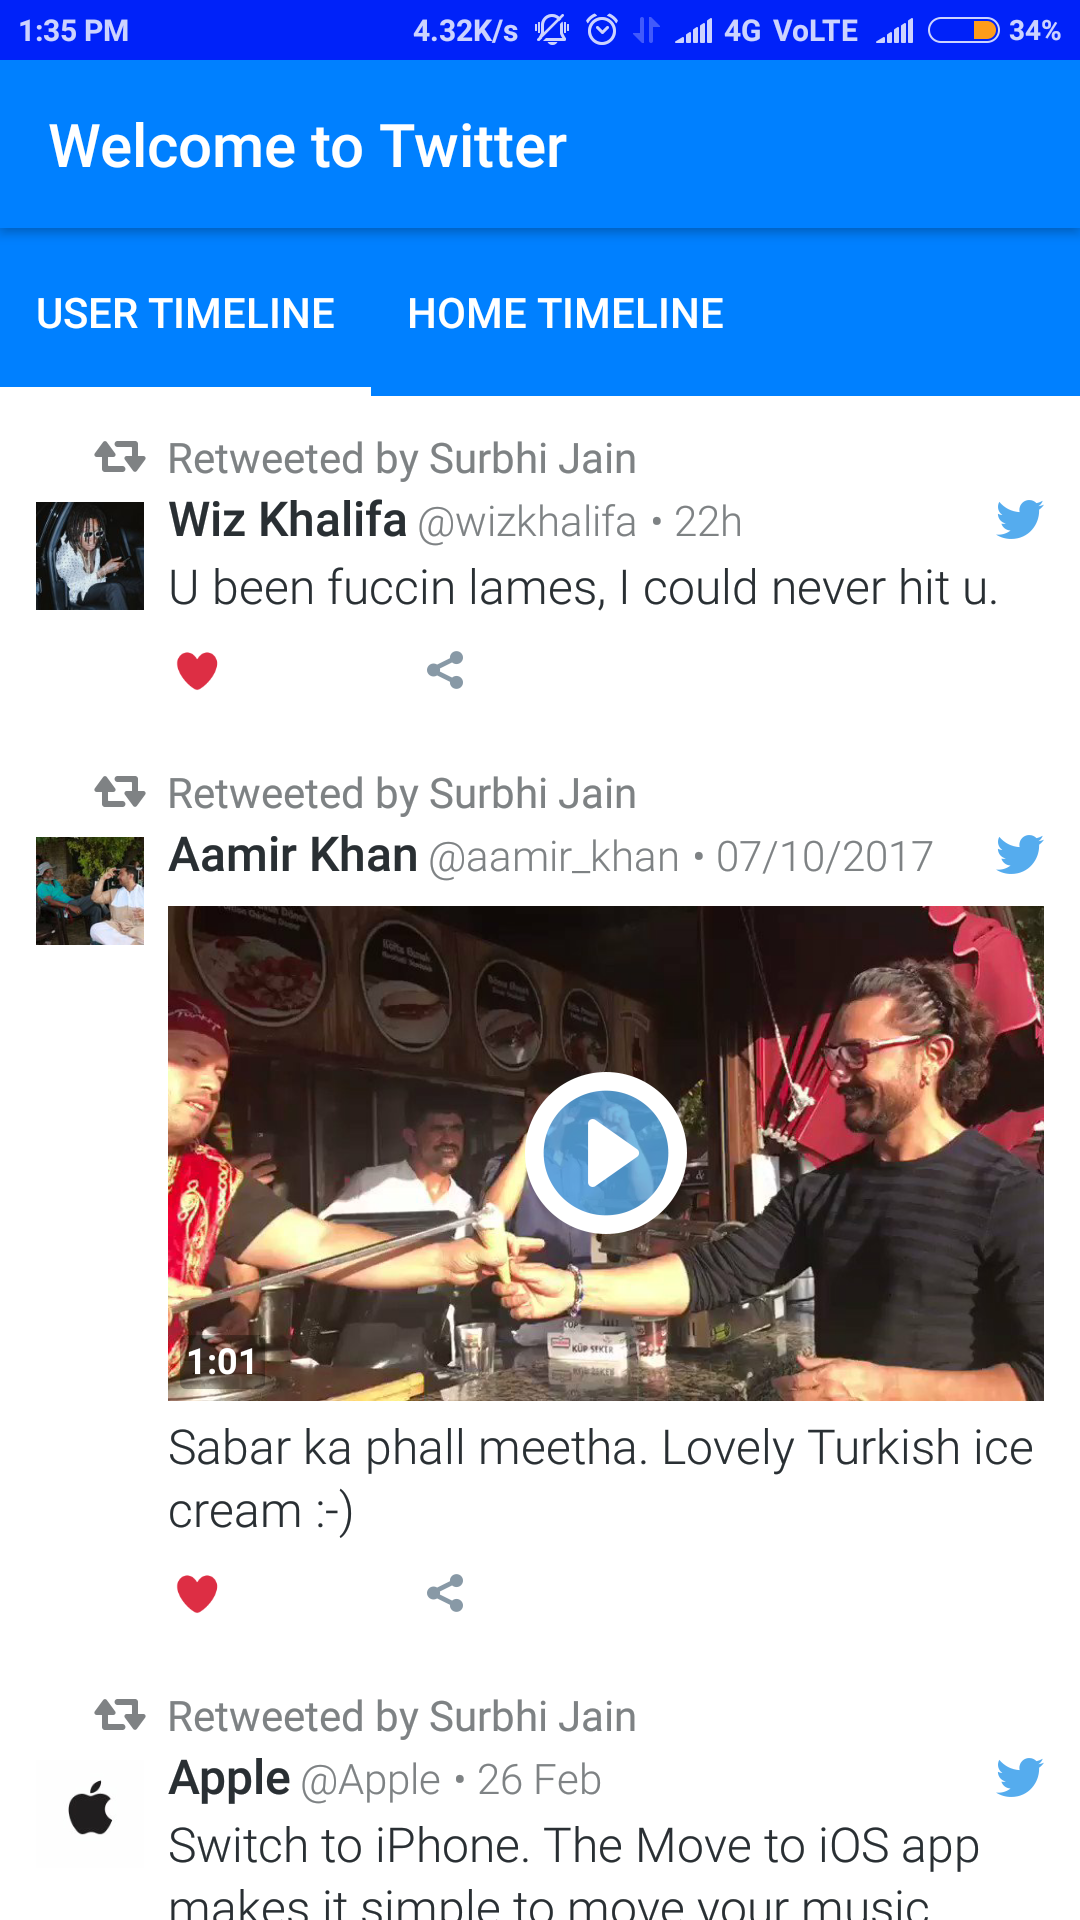 1:35 PM 4.32K/s 4G VoLTE 34%
Welcome to Twitter
USER TIMELINE HOME TIMELINE
Retweeted by Surbhi Jain
Wiz Khalifa @wizkhalifa • 22h
U been fuccin lames, I could never hit u.
Retweeted by Surbhi Jain
Aamir Khan @aamir_khan • 07/10/2017
KÜP ŞEKER
1:01
Sabar ka phall meetha. Lovely Turkish ice
cream :-)
Retweeted by Surbhi Jain
Apple @Apple • 26 Feb
Switch to iPhone. The Move to iOS app
makes it simple to move your music